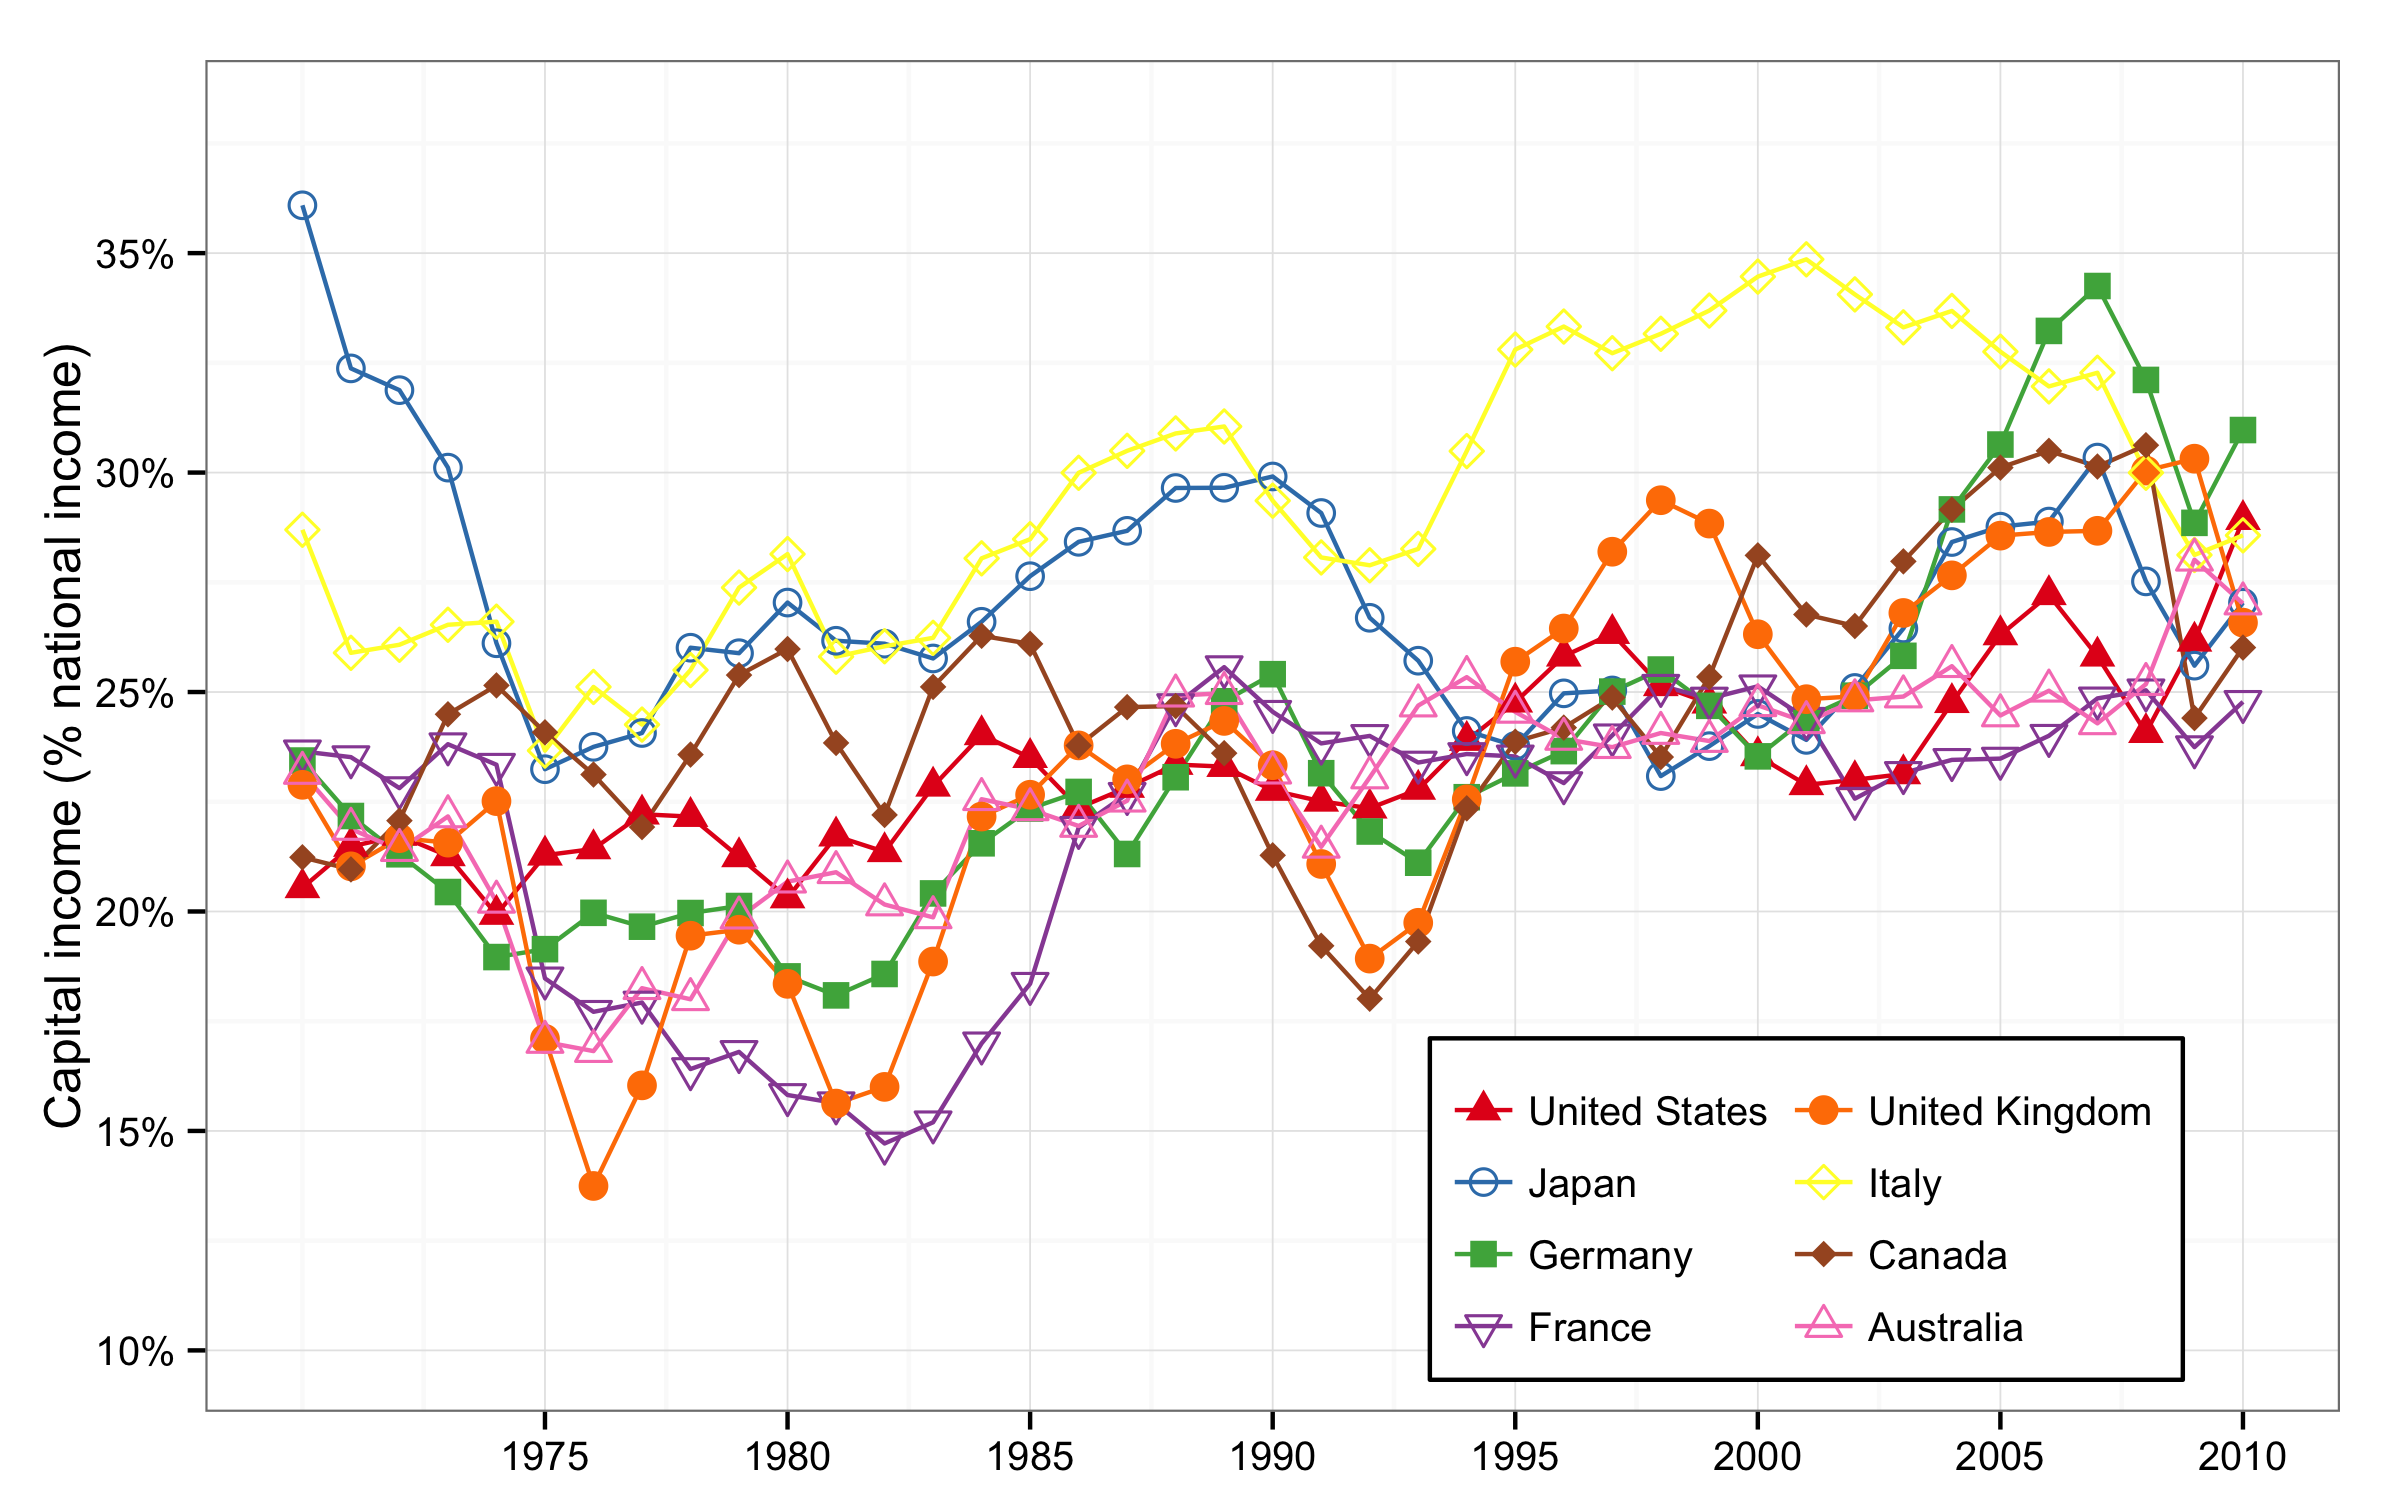 Capital income (% national income)
35%
30%
25%
20%
15%
10%
United States
United Kingdom
Japan
Italy
Germany
Canada
France
Australia
1975 1980 1985 1990 1995 2000 2005 2010